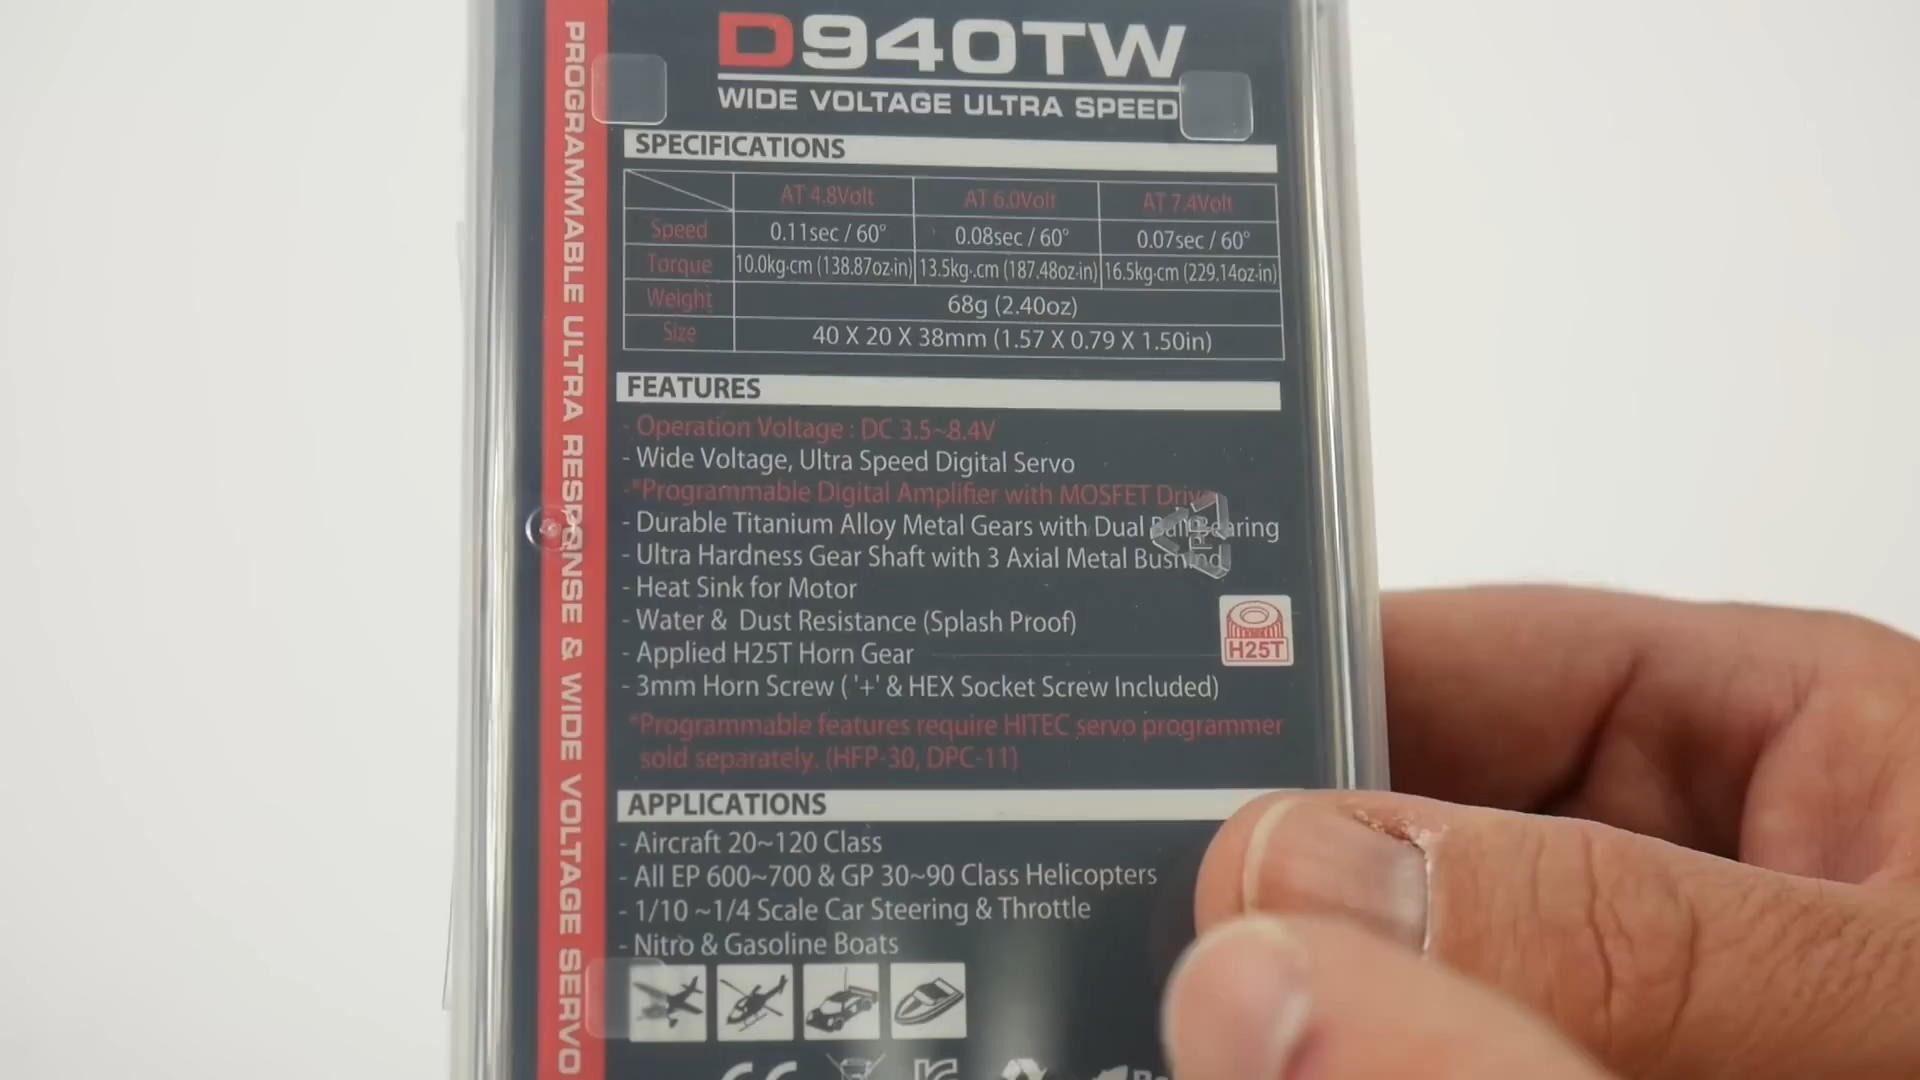 D940TW
WIDE VOLTAGE ULTRA SPEED
PROGRAMMABLE ULTRA RESPONSE & WIDE VOLTAGE SERVO
SPECIFICATIONS
AT 4.8Volt AT 6.0Volt AT 7.4Volt
Speed 0.11sec / 60° 0.08sec / 60° 0.07sec / 60°
Torque 10.0kg·cm (138.87oz·in) 13.5kg·.cm (187.48oz·in) 16.5kg·cm (229.14oz·in)
Weight 68g (2.40oz)
Size 40 X 20 X 38mm (1.57 X 0.79 X 1.50in)
FEATURES
- Operation Voltage : DC 3.5~8.4V
- Wide Voltage, Ultra Speed Digital Servo
-*Programmable Digital Amplifier with MOSFET Drive
- Durable Titanium Alloy Metal Gears with Dual Ball Bearing
- Ultra Hardness Gear Shaft with 3 Axial Metal Bushing
- Heat Sink for Motor
- Water & Dust Resistance (Splash Proof)
- Applied H25T Horn Gear
H25T
- 3mm Horn Screw ( '+' & HEX Socket Screw Included)
*Programmable features require HITEC servo programmer
sold separately. (HFP-30, DPC-11)
APPLICATIONS
- Aircraft 20~120 Class
- All EP 600~700 & GP 30~90 Class Helicopters
- 1/10 ~1/4 Scale Car Steering & Throttle
- Nitro & Gasoline Boats